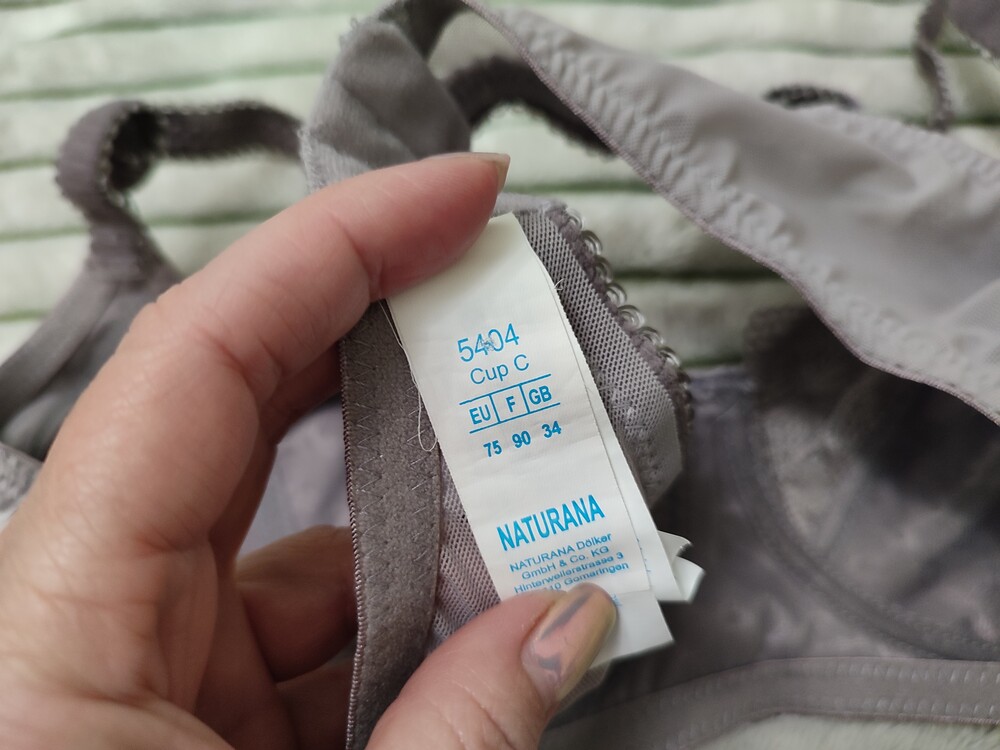 5404
Cup C
EU F GB
75 90 34
NATURANA
NATURANA Dölker
GmbH & Co. KG
Hinterweilerstrasse 3
Gomaringen